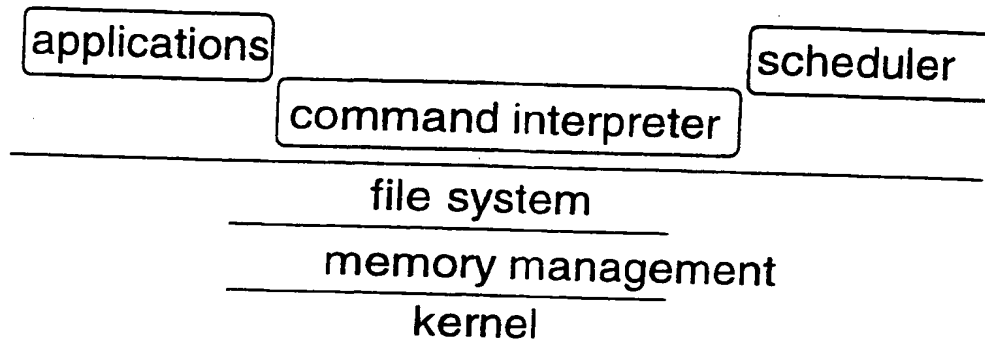 applications
scheduler
command interpreter
file system
memory management
kernel